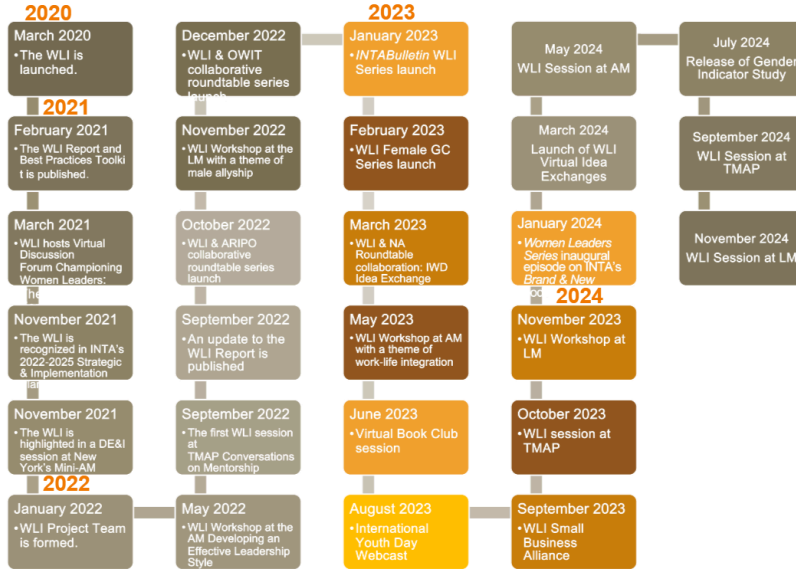 2020
March 2020
•The WLI is
launched.
2021
February 2021
•The WLI Report and
Best Practices Toolki
t is published.
March 2021
•WLI hosts Virtual
Discussion
Forum Championing
Women Leaders:
November 2021
•The WLI is
recognized in INTA's
2022-2025 Strategic
& Implementation
November 2021
•The WLI is
highlighted in a DE&I
session at New
York's Mini-AM
2022
January 2022
•WLI Project Team
is formed.
May 2022
•WLI Workshop at the
AM Developing an
Effective Leadership
Style
September 2022
•The first WLI session
at
TMAP Conversations
on Mentorship
September 2022
•An update to the
WLI Report is
published
October 2022
•WLI & ARIPO
collaborative
roundtable series
launch
November 2022
•WLI Workshop at the
LM with a theme of
male allyship
December 2022
•WLI & OWIT
collaborative
roundtable series
launch
2023
January 2023
•INTABulletin WLI
Series launch
February 2023
•WLI Female GC
Series launch
March 2023
•WLI & NA
Roundtable
collaboration: IWD
Idea Exchange
May 2023
•WLI Workshop at AM
with a theme of
work-life integration
June 2023
•Virtual Book Club
session
August 2023
•International
Youth Day
Webcast
September 2023
•WLI Small
Business
Alliance
October 2023
•WLI session at
TMAP
November 2023
•WLI Workshop at
LM
2024
January 2024
•Women Leaders
Series inaugural
episode on INTA's
Brand & New
March 2024
Launch of WLI
Virtual Idea
Exchanges
May 2024
WLI Session at AM
July 2024
Release of Gender
Indicator Study
September 2024
WLI Session at
TMAP
November 2024
WLI Session at LM